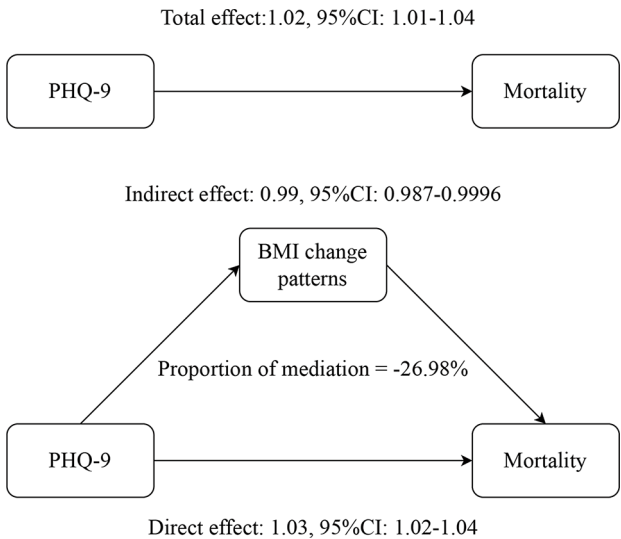 Total effect:1.02, 95%CI: 1.01-1.04
PHQ-9
Mortality
Indirect effect: 0.99, 95%CI: 0.987-0.9996
BMI change
patterns
Proportion of mediation = -26.98%
PHQ-9
Mortality
Direct effect: 1.03, 95%CI: 1.02-1.04